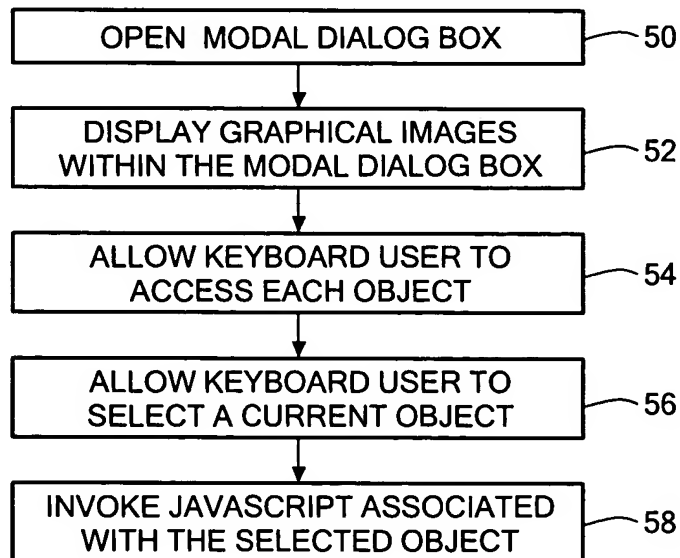 OPEN MODAL DIALOG BOX
50
DISPLAY GRAPHICAL IMAGES
WITHIN THE MODAL DIALOG BOX
52
ALLOW KEYBOARD USER TO
ACCESS EACH OBJECT
54
ALLOW KEYBOARD USER TO
SELECT A CURRENT OBJECT
56
INVOKE JAVASCRIPT ASSOCIATED
WITH THE SELECTED OBJECT
58